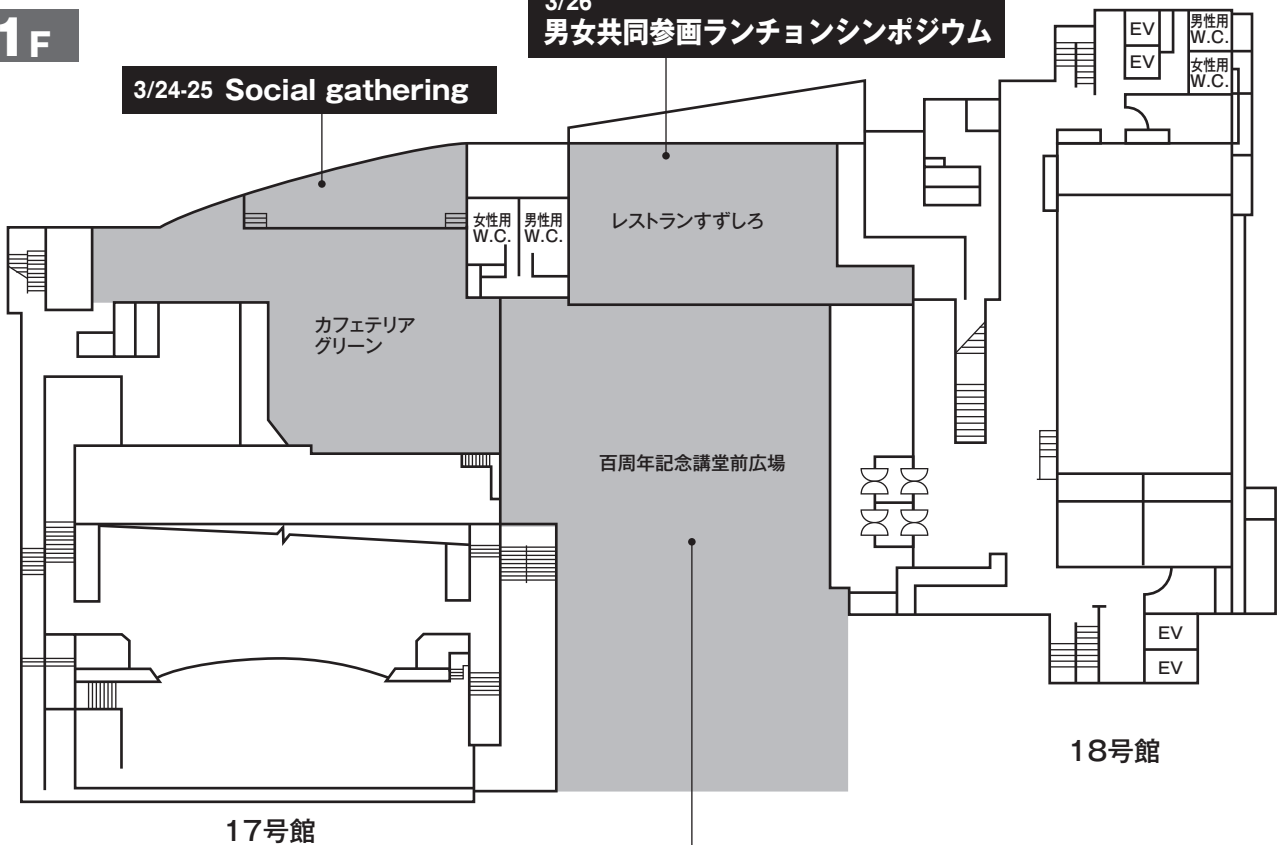 1F
3/26
男女共同参画ランチョンシンポジウム
3/24-25 Social gathering
EV
EV
男性用
W.C.
女性用
W.C.
女性用
W.C.
男性用
W.C.
レストランすずしろ
カフェテリア
グリーン
百周年記念講堂前広場
EV
EV
18号館
17号館